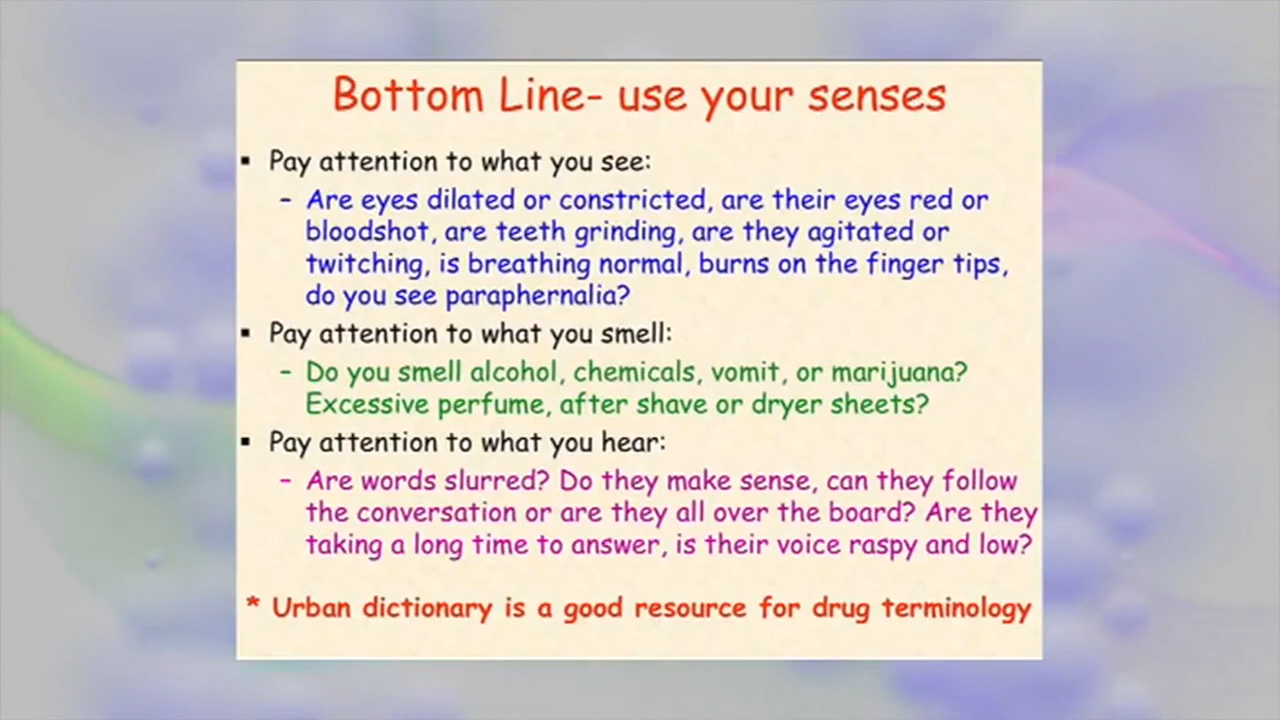 Bottom Line- use your senses
▪ Pay attention to what you see:
– Are eyes dilated or constricted, are their eyes red or
bloodshot, are teeth grinding, are they agitated or
twitching, is breathing normal, burns on the finger tips,
do you see paraphernalia?
▪ Pay attention to what you smell:
– Do you smell alcohol, chemicals, vomit, or marijuana?
Excessive perfume, after shave or dryer sheets?
▪ Pay attention to what you hear:
– Are words slurred? Do they make sense, can they follow
the conversation or are they all over the board? Are they
taking a long time to answer, is their voice raspy and low?
* Urban dictionary is a good resource for drug terminology